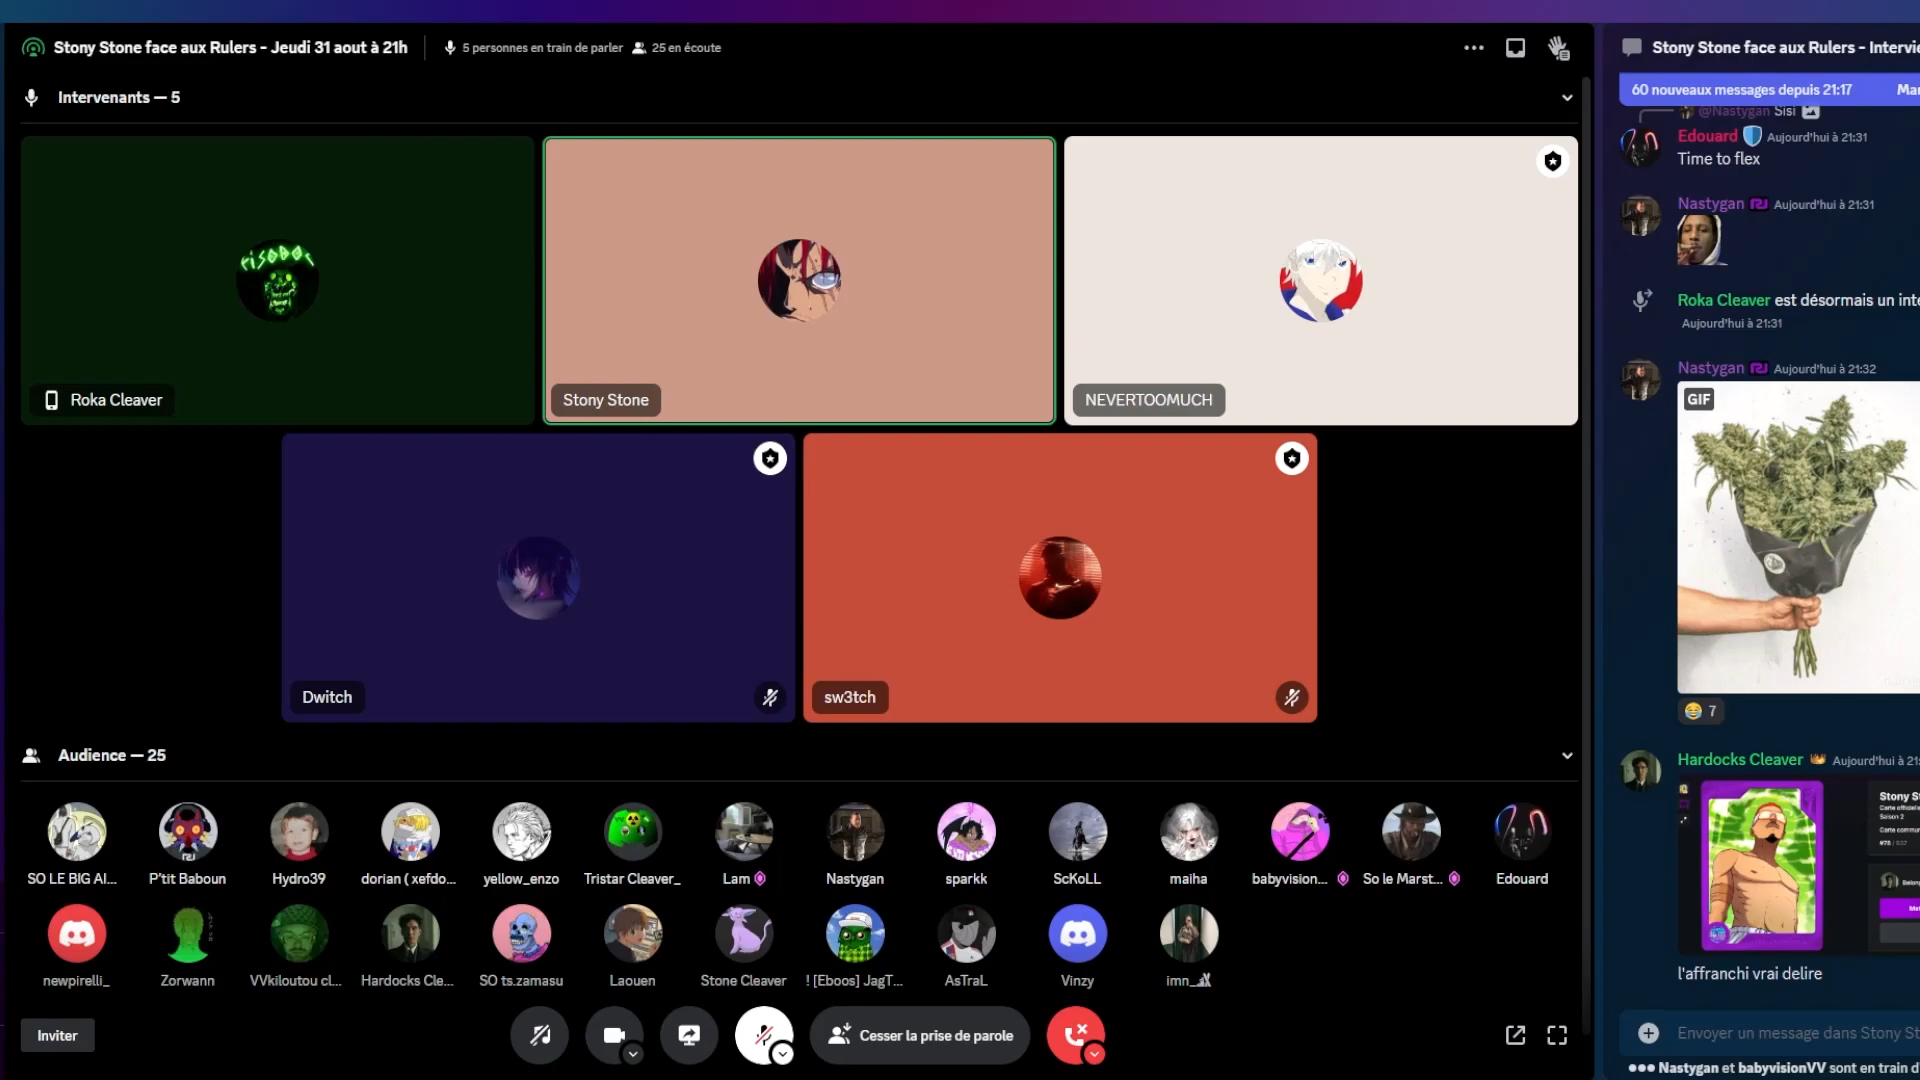 Stony Stone face aux Rulers - Jeudi 31 aout à 21h
5 personnes en train de parler
25 en écoute
Intervenants — 5
Roka Cleaver
Stony Stone
NEVERTOOMUCH
Dwitch
sw3tch
Audience — 25
SO LE BIG AI...
P'tit Baboun
Hydro39
dorian ( xefdo...
yellow_enzo
Tristar Cleaver_
Lam
Nastygan
sparkk
ScKoLL
maiha
babyvision...
So le Marst...
Edouard
newpirelli_
Zorwann
VVkiloutou cl...
Hardocks Cle...
SO ts.zamasu
Laouen
Stone Cleaver
! [Eboos] JagT...
AsTraL
Vinzy
imn_
Inviter
Cesser la prise de parole
Stony Stone face aux Rulers - Intervie
60 nouveaux messages depuis 21:17
Mar
@Nastygan Sisi
Edouard Aujourd'hui à 21:31
Time to flex
Nastygan Aujourd'hui à 21:31
Roka Cleaver est désormais un inte
Aujourd'hui à 21:31
Nastygan Aujourd'hui à 21:32
GIF
7
Hardocks Cleaver Aujourd'hui à 21:
Stony S
Saison 2
l'affranchi vrai delire
Envoyer un message dans Stony St
Nastygan et babyvisionVV sont en train d'